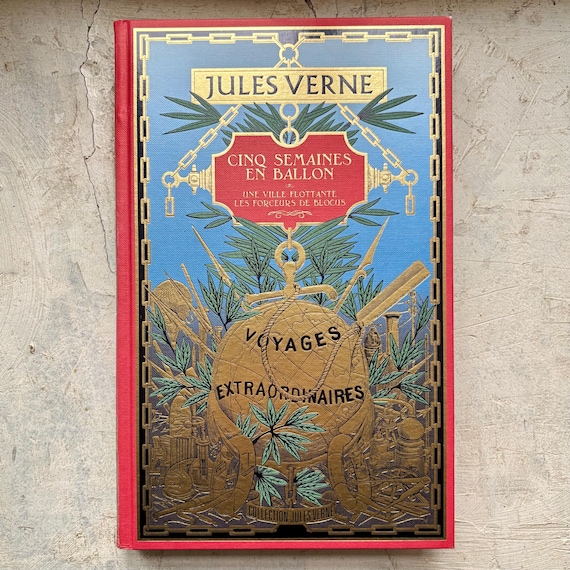 JULES VERNE
CINQ SEMAINES
EN BALLON
UNE VILLE FLOTTANTE
LES FORCEURS DE BLOCUS
VOYAGES
EXTRAORDINAIRES
COLLECTION JULES VERNE